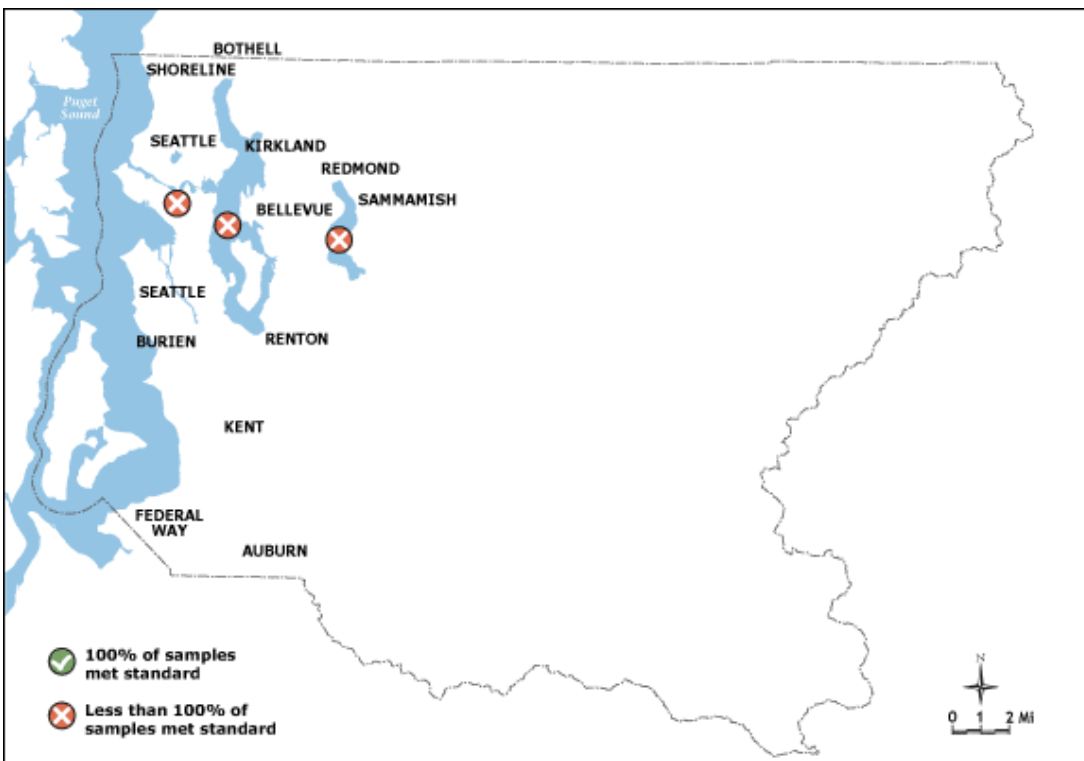 BOTHELL
SHORELINE
Puget
Sound
SEATTLE
KIRKLAND
REDMOND
SAMMAMISH
BELLEVUE
SEATTLE
BURIEN
RENTON
KENT
FEDERAL
WAY
AUBURN
100% of samples
met standard
Less than 100% of
samples met standard
N
0 1 2 Mi